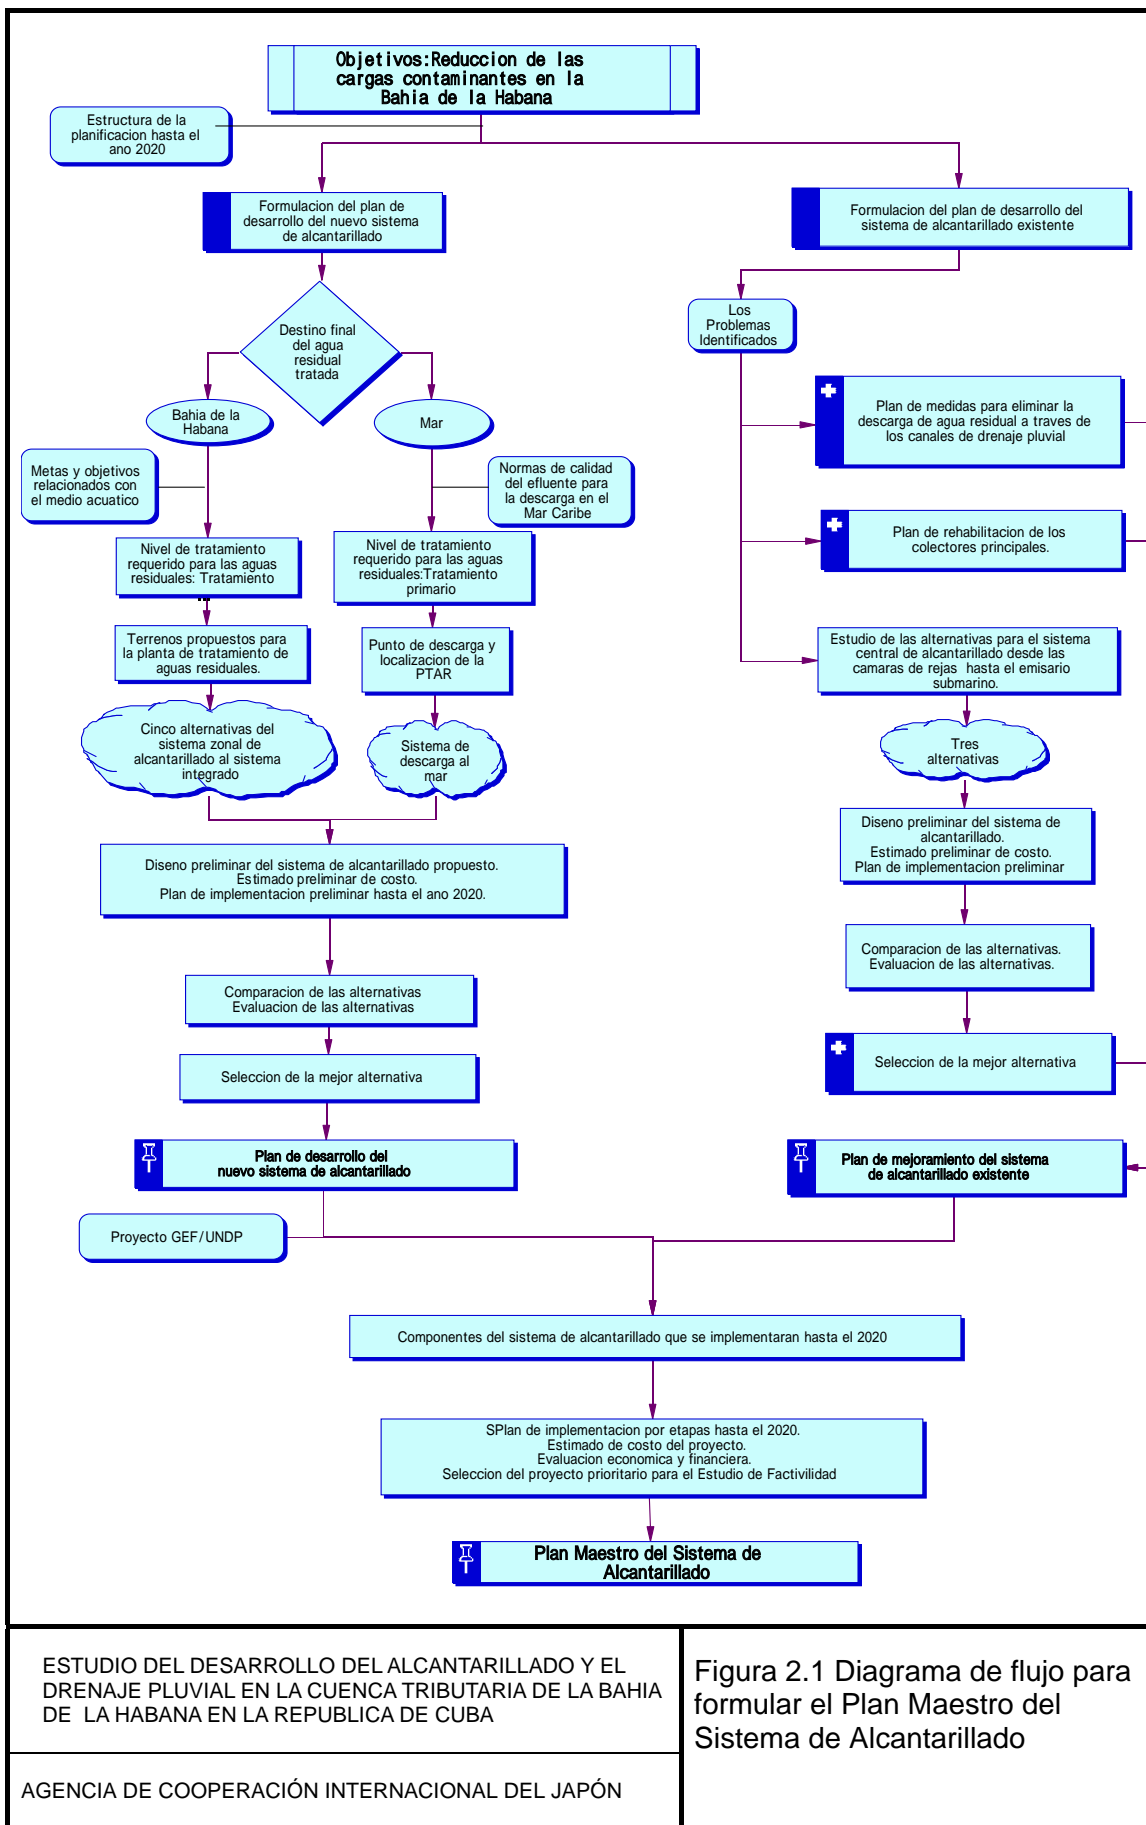 Objetivos:Reduccion de las
cargas contaminantes en la
Bahia de la Habana
Estructura de la
planificacion hasta el
ano 2020
Formulacion del plan de
desarrollo del nuevo sistema
de alcantarillado
Formulacion del plan de desarrollo del
sistema de alcantarillado existente
Destino final
del agua
residual
tratada
Los
Problemas
Identificados
Bahia de la
Habana
Mar
Plan de medidas para eliminar la
descarga de agua residual a traves de
los canales de drenaje pluvial
Metas y objetivos
relacionados con
el medio acuatico
Normas de calidad
del efluente para
la descarga en el
Mar Caribe
Nivel de tratamiento
requerido para las aguas
residuales: Tratamiento
Nivel de tratamiento
requerido para las aguas
residuales:Tratamiento
primario
Plan de rehabilitacion de los
colectores principales.
Terrenos propuestos para
la planta de tratamiento de
aguas residuales.
Punto de descarga y
localizacion de la
PTAR
Estudio de las alternativas para el sistema
central de alcantarillado desde las
camaras de rejas hasta el emisario
submarino.
Cinco alternativas del
sistema zonal de
alcantarillado al sistema
integrado
Sistema de
descarga al
mar
Tres
alternativas
Diseno preliminar del sistema de alcantarillado propuesto.
Estimado preliminar de costo.
Plan de implementacion preliminar hasta el ano 2020.
Diseno preliminar del sistema de
alcantarillado.
Estimado preliminar de costo.
Plan de implementacion preliminar
Comparacion de las alternativas
Evaluacion de las alternativas
Comparacion de las alternativas.
Evaluacion de las alternativas.
Seleccion de la mejor alternativa
Seleccion de la mejor alternativa
Plan de desarrollo del
nuevo sistema de alcantarillado
Plan de mejoramiento del sistema
de alcantarillado existente
Proyecto GEF/UNDP
Componentes del sistema de alcantarillado que se implementaran hasta el 2020
SPlan de implementacion por etapas hasta el 2020.
Estimado de costo del proyecto.
Evaluacion economica y financiera.
Seleccion del proyecto prioritario para el Estudio de Factivilidad
Plan Maestro del Sistema de
Alcantarillado
ESTUDIO DEL DESARROLLO DEL ALCANTARILLADO Y EL
DRENAJE PLUVIAL EN LA CUENCA TRIBUTARIA DE LA BAHIA
DE LA HABANA EN LA REPUBLICA DE CUBA
AGENCIA DE COOPERACIÓN INTERNACIONAL DEL JAPÓN
Figura 2.1 Diagrama de flujo para
formular el Plan Maestro del
Sistema de Alcantarillado